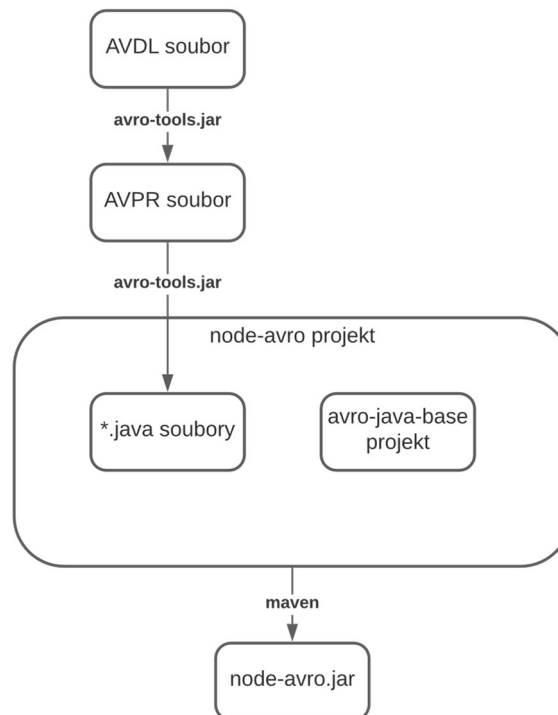 AVDL soubor
avro-tools.jar
AVPR soubor
avro-tools.jar
node-avro projekt
*.java soubory
avro-java-base
projekt
maven
node-avro.jar